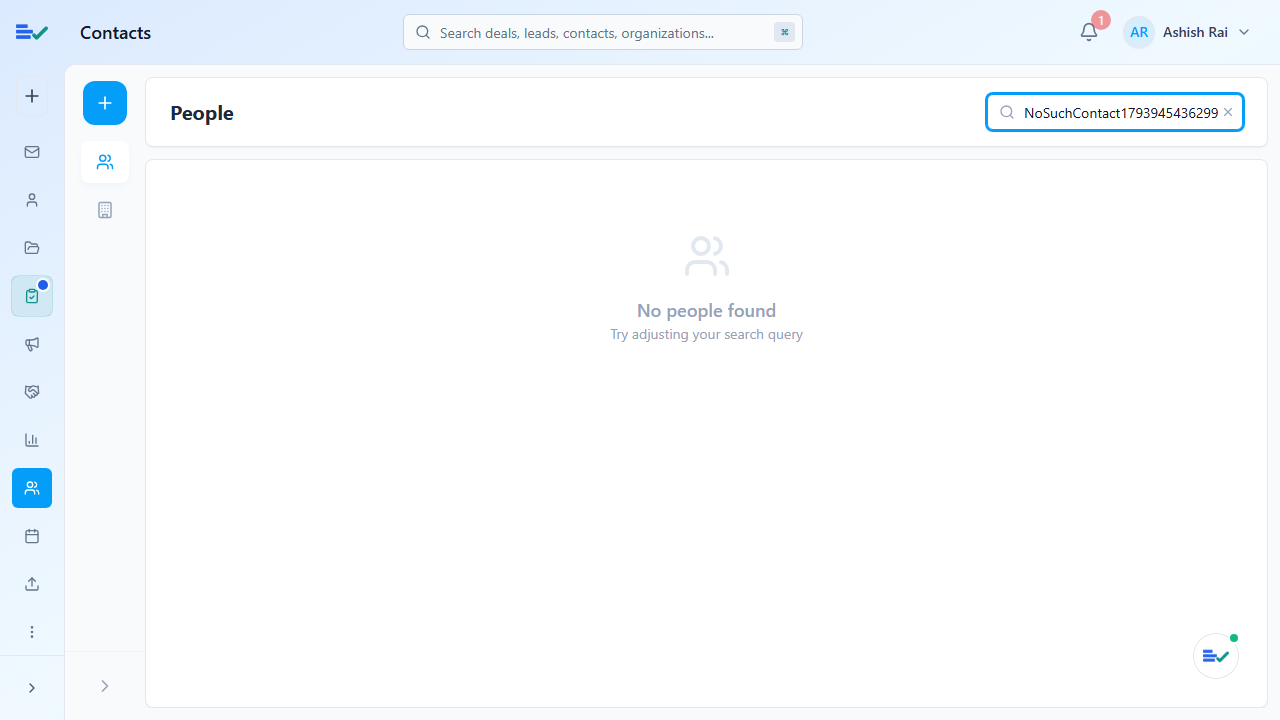 Contacts
Search deals, leads, contacts, organizations...
⌘
1
AR
Ashish Rai
People
NoSuchContact1793945436299
No people found
Try adjusting your search query